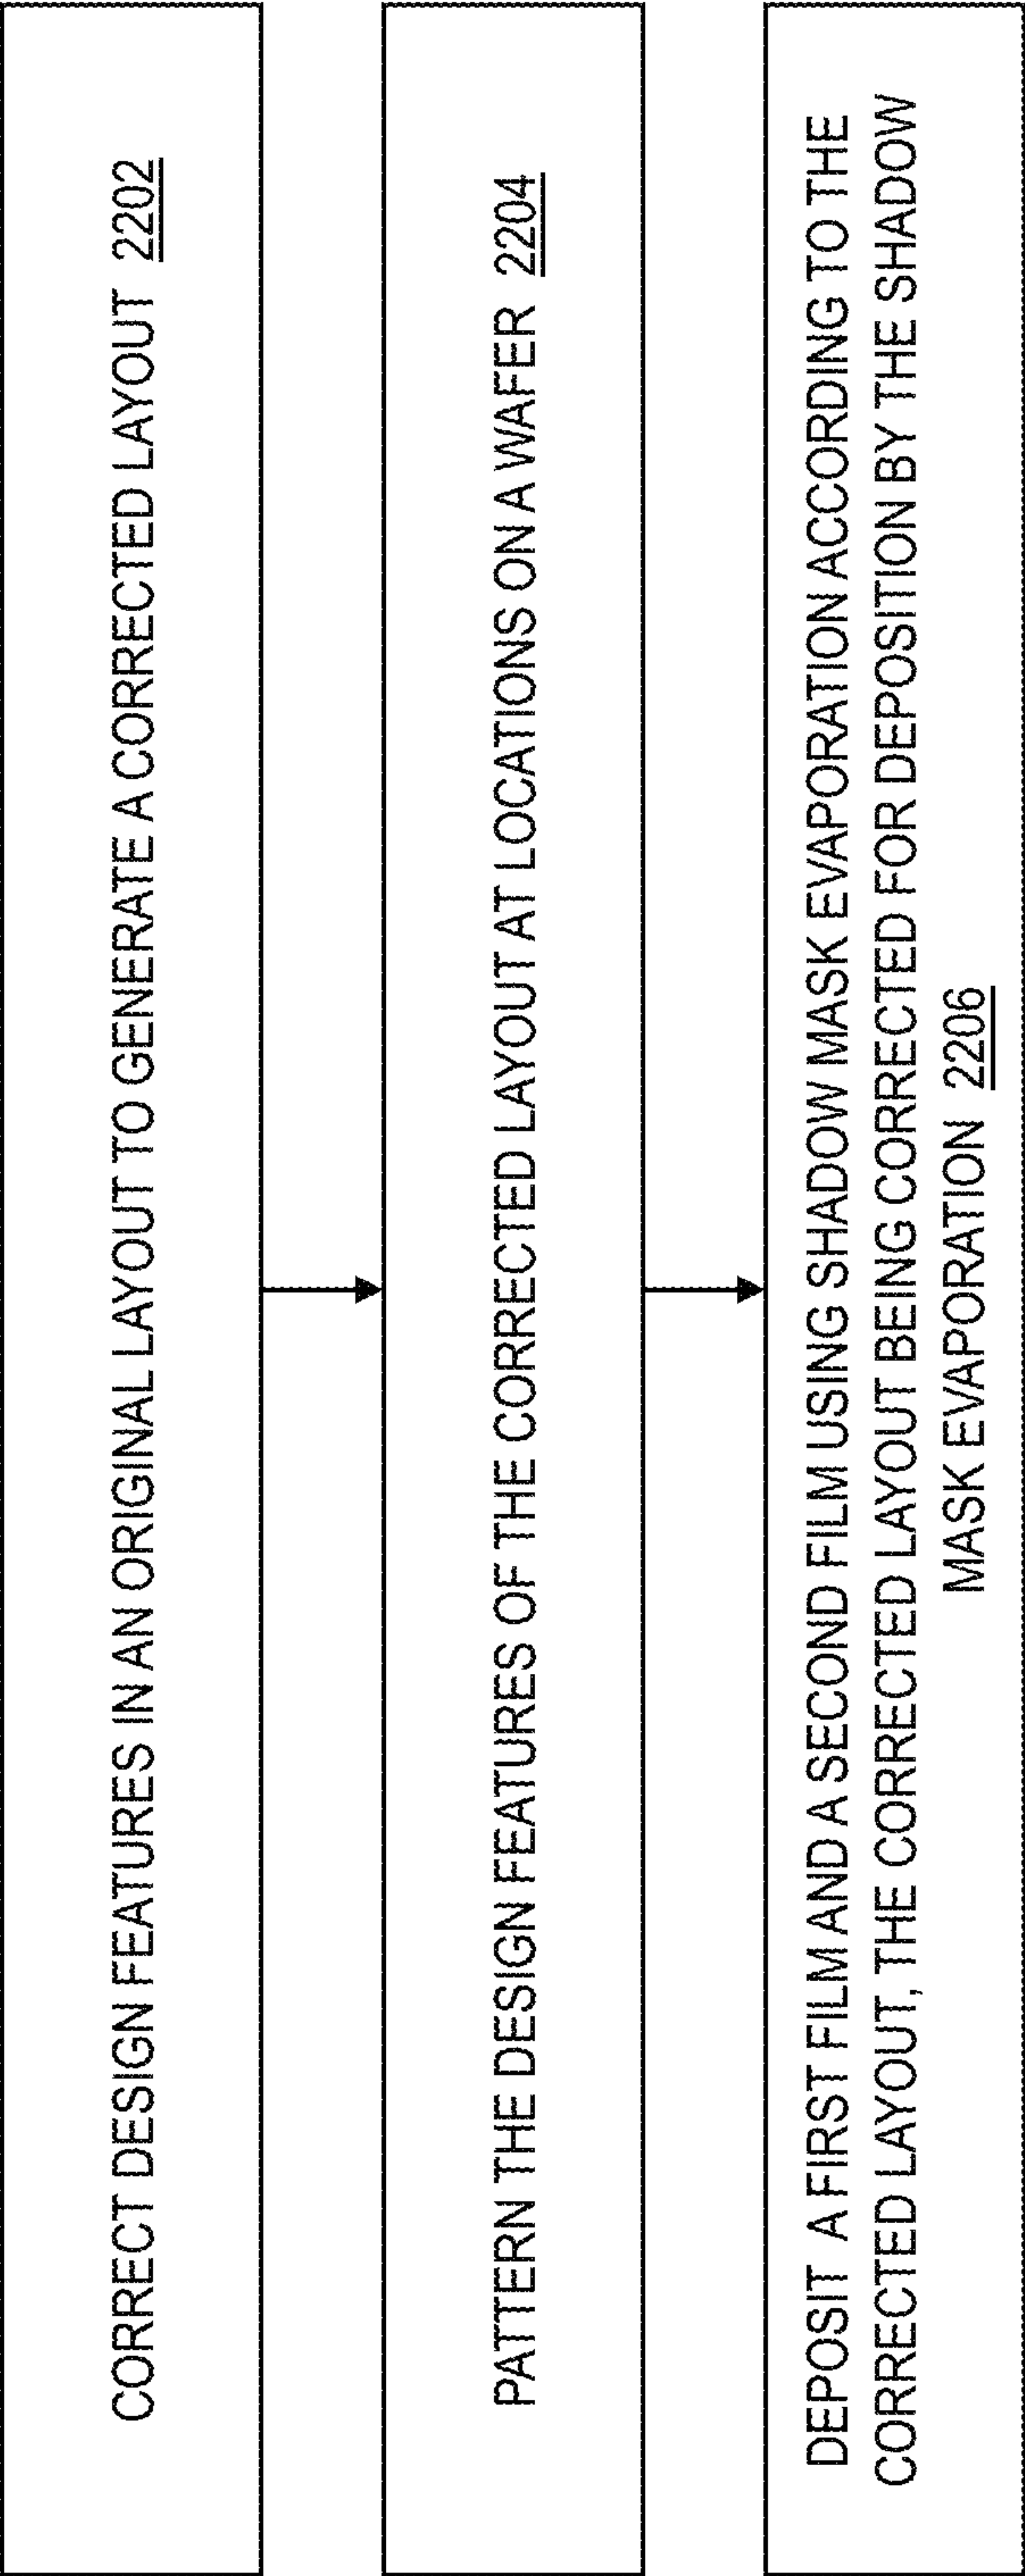 CORRECT DESIGN FEATURES IN AN ORIGINAL LAYOUT TO GENERATE A CORRECTED LAYOUT 2202
PATTERN THE DESIGN FEATURES OF THE CORRECTED LAYOUT AT LOCATIONS ON A WAFER 2204
DEPOSIT A FIRST FILM AND A SECOND FILM USING SHADOW MASK EVAPORATION ACCORDING TO THE
CORRECTED LAYOUT, THE CORRECTED LAYOUT BEING CORRECTED FOR DEPOSITION BY THE SHADOW
MASK EVAPORATION 2206